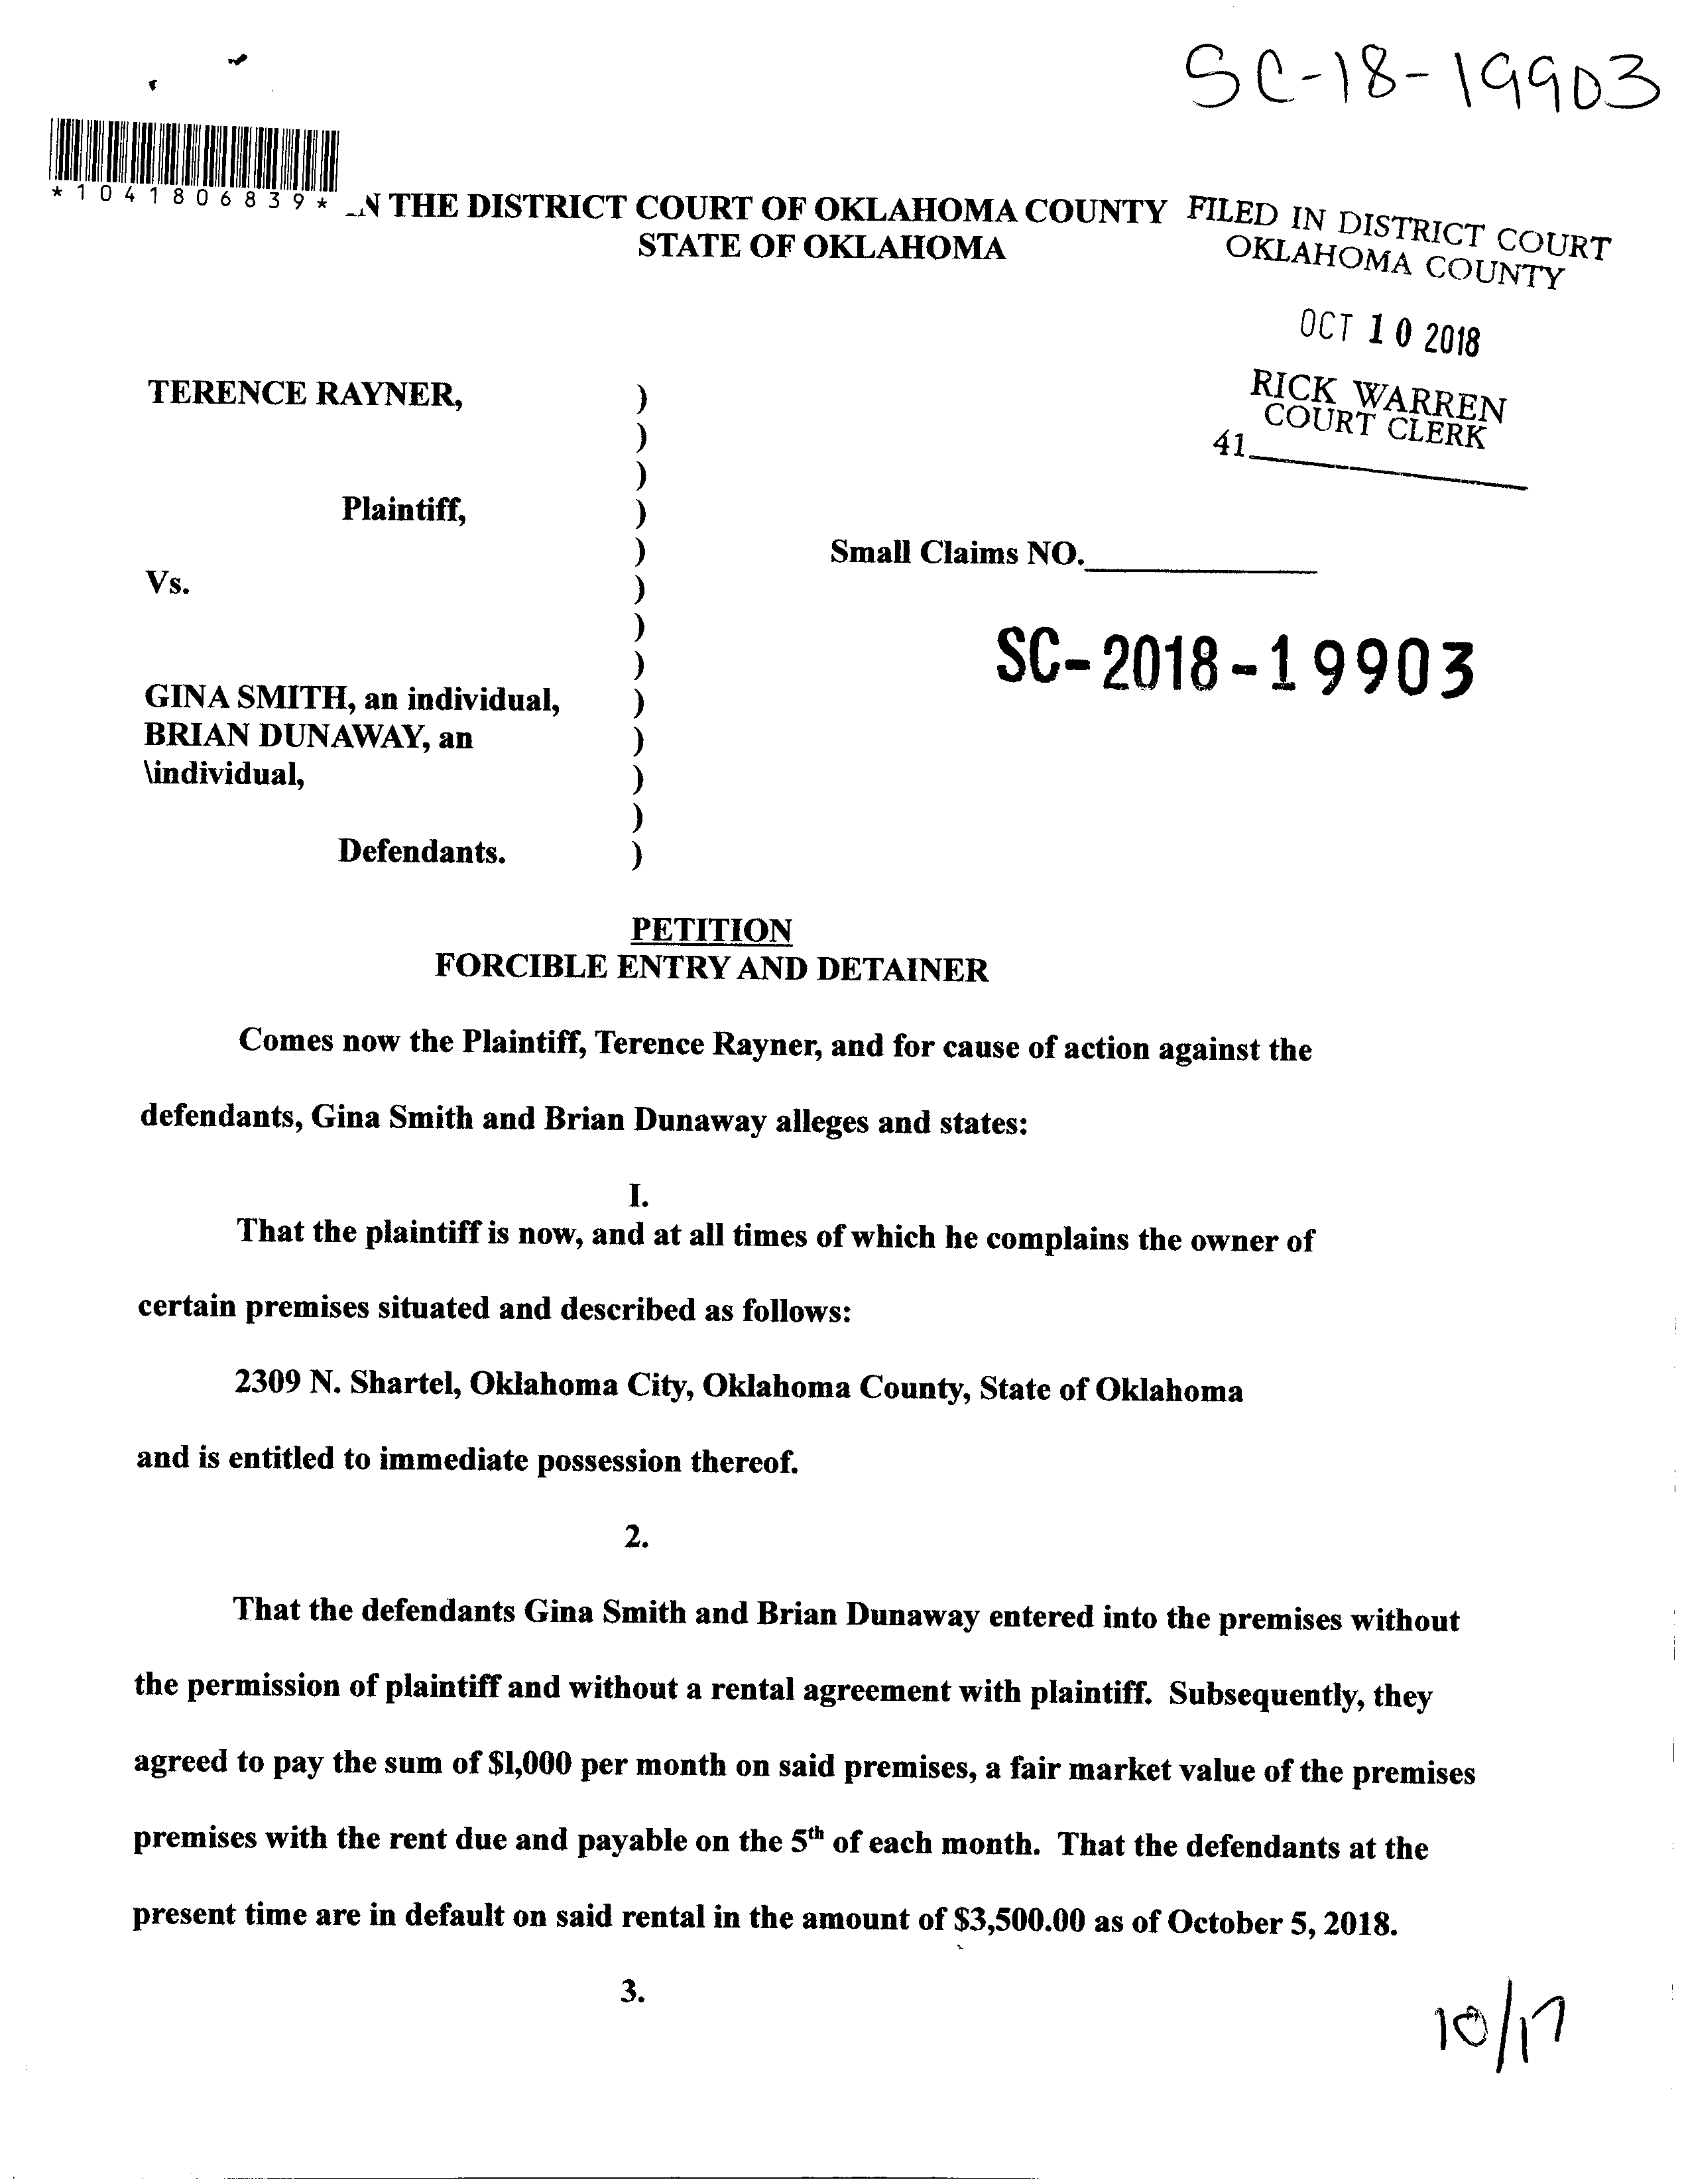 SC-18-19903
*1041806839*
N THE DISTRICT COURT OF OKLAHOMA COUNTY
STATE OF OKLAHOMA
FILED IN DISTRICT COURT
OKLAHOMA COUNTY
OCT 10 2018
RICK WARREN
COURT CLERK
41
TERENCE RAYNER, )
)
)
Plaintiff, )
) Small Claims NO.
Vs. )
)
) SC-2018-19903
GINA SMITH, an individual, )
BRIAN DUNAWAY, an )
\individual, )
)
Defendants. )
PETITION
FORCIBLE ENTRY AND DETAINER
Comes now the Plaintiff, Terence Rayner, and for cause of action against the
defendants, Gina Smith and Brian Dunaway alleges and states:
I.
That the plaintiff is now, and at all times of which he complains the owner of
certain premises situated and described as follows:
2309 N. Shartel, Oklahoma City, Oklahoma County, State of Oklahoma
and is entitled to immediate possession thereof.
2.
That the defendants Gina Smith and Brian Dunaway entered into the premises without
the permission of plaintiff and without a rental agreement with plaintiff. Subsequently, they
agreed to pay the sum of $1,000 per month on said premises, a fair market value of the premises
premises with the rent due and payable on the 5th of each month. That the defendants at the
present time are in default on said rental in the amount of $3,500.00 as of October 5, 2018.
3.
10/17